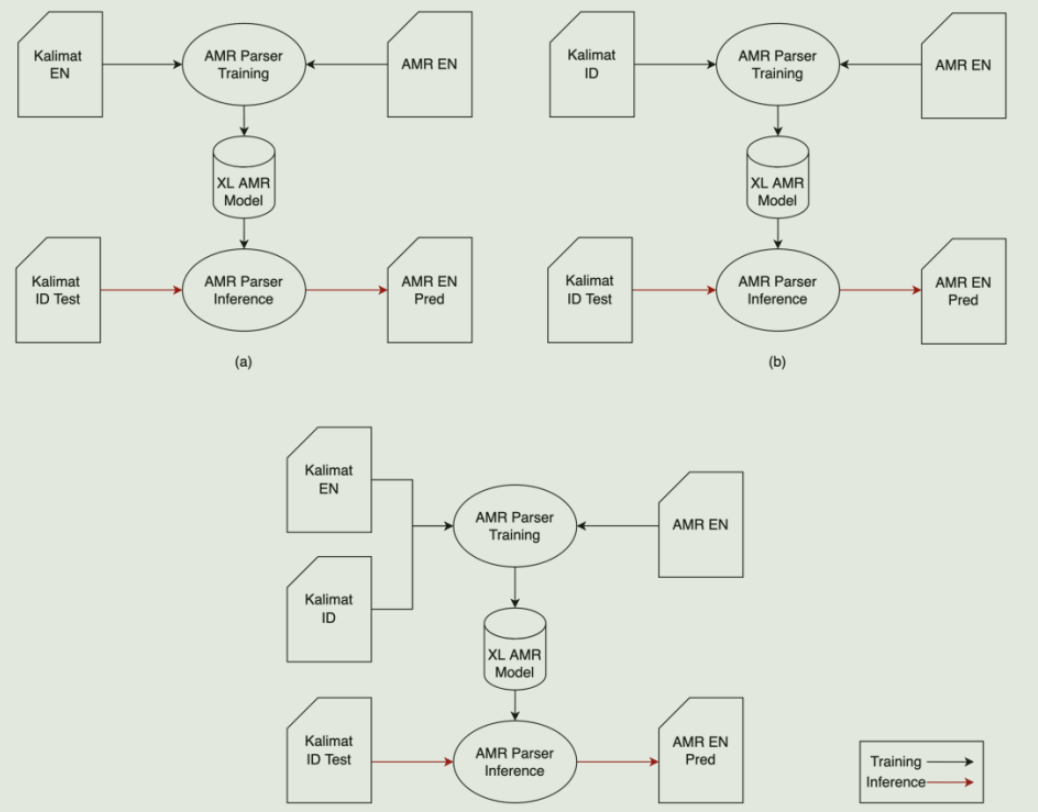 Kalimat
EN
AMR Parser
Training
AMR EN
XL AMR
Model
Kalimat
ID Test
AMR Parser
Inference
AMR EN
Pred
(a)
Kalimat
ID
AMR Parser
Training
AMR EN
XL AMR
Model
Kalimat
ID Test
AMR Parser
Inference
AMR EN
Pred
(b)
Kalimat
EN
Kalimat
ID
AMR Parser
Training
AMR EN
XL AMR
Model
Kalimat
ID Test
AMR Parser
Inference
AMR EN
Pred
Training
Inference